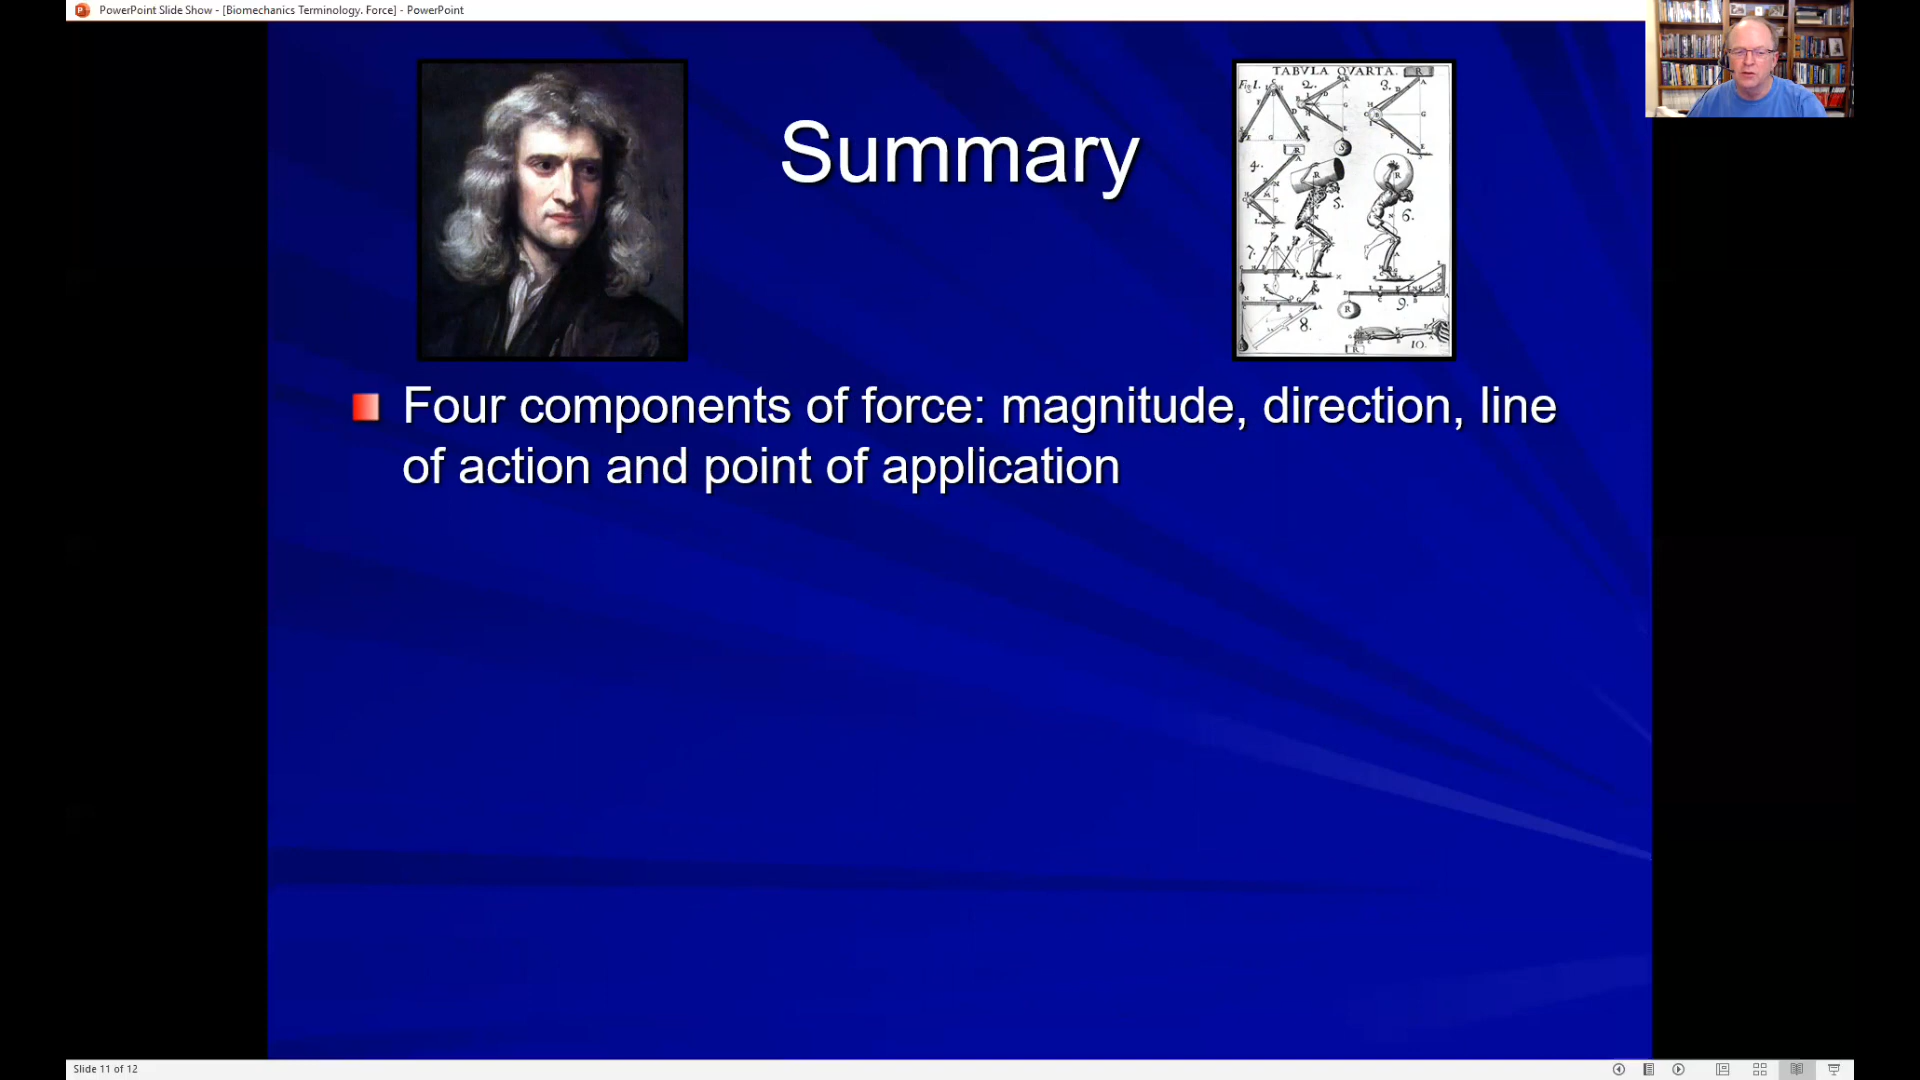 PowerPoint Slide Show - [Biomechanics Terminology. Force] - PowerPoint
Summary
TABVLA QVARTA.
Four components of force: magnitude, direction, line
of action and point of application
Slide 11 of 12